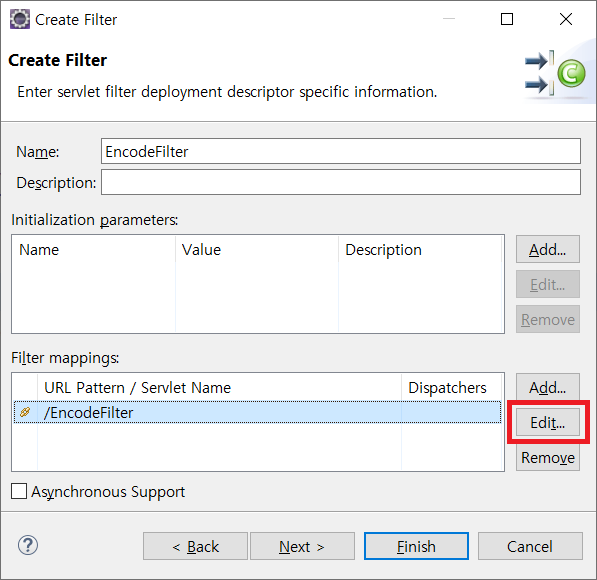 Create Filter
Create Filter
Enter servlet filter deployment descriptor specific information.
C
Name: EncodeFilter
Description:
Initialization parameters:
Name Value Description
Add...
Edit...
Remove
Filter mappings:
URL Pattern / Servlet Name Dispatchers
Add...
/EncodeFilter
Edit...
Remove
Asynchronous Support
? < Back Next > Finish Cancel